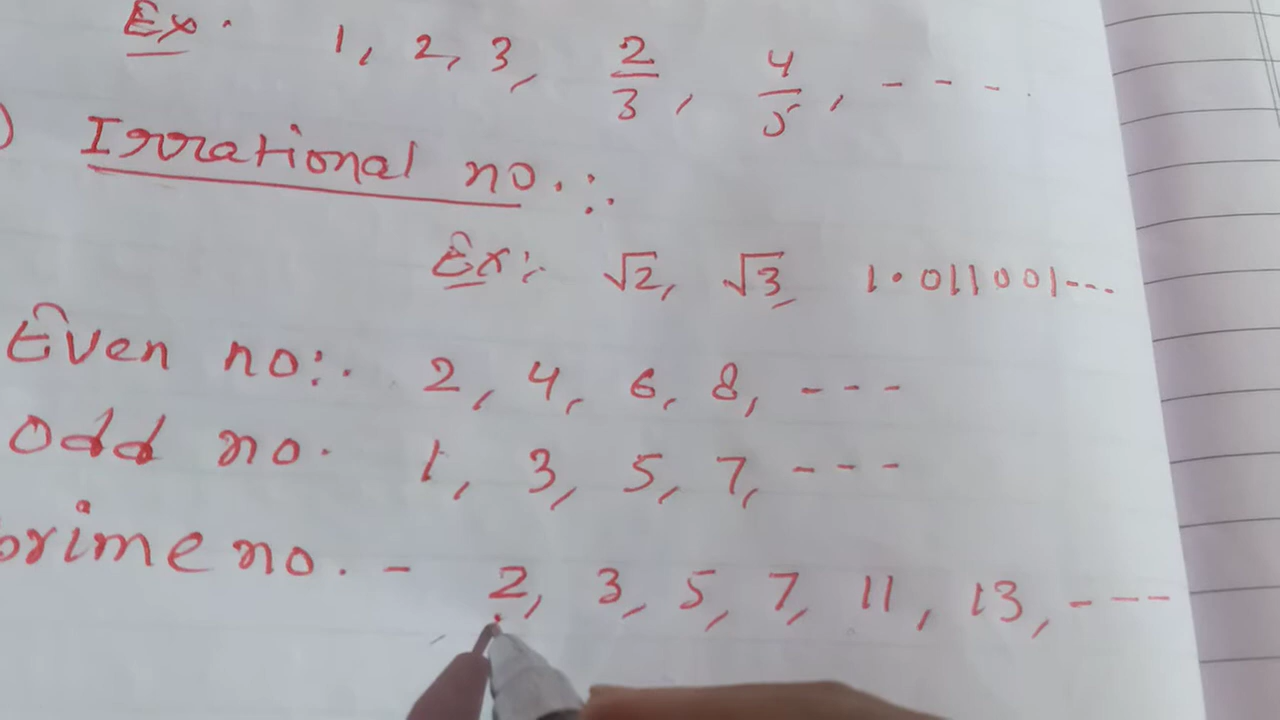 Ex. 1, 2, 3, 2/3, 4/5, - - - .
) Irrational no.:
Ex: √2, √3, 1.011001...
Even no: 2, 4, 6, 8, - - -
Odd no. 1, 3, 5, 7, - - -
prime no. - 2, 3, 5, 7, 11, 13, - - -